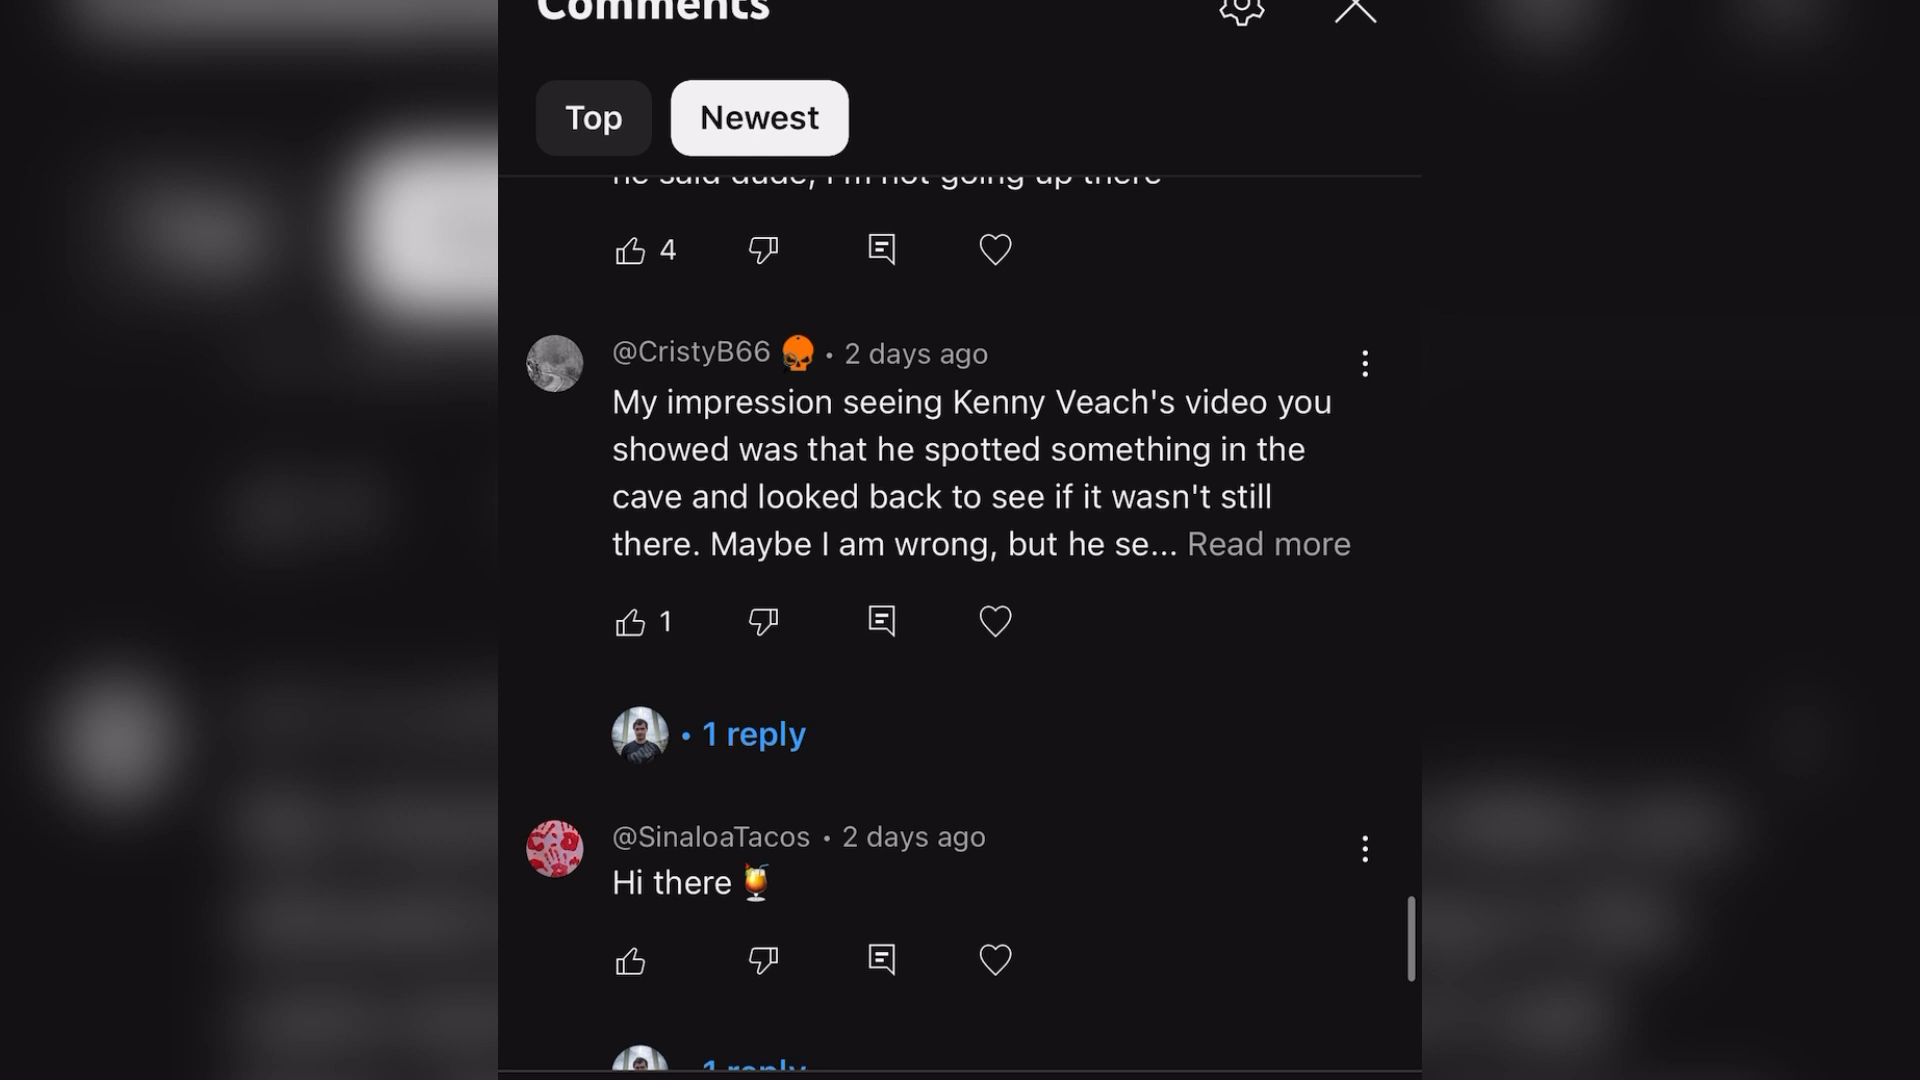 Comments
Top
Newest
he said dude, I'm not going up there
4
@CristyB66 • 2 days ago
My impression seeing Kenny Veach's video you
showed was that he spotted something in the
cave and looked back to see if it wasn't still
there. Maybe I am wrong, but he se... Read more
1
• 1 reply
@SinaloaTacos • 2 days ago
Hi there 🍹
1 reply